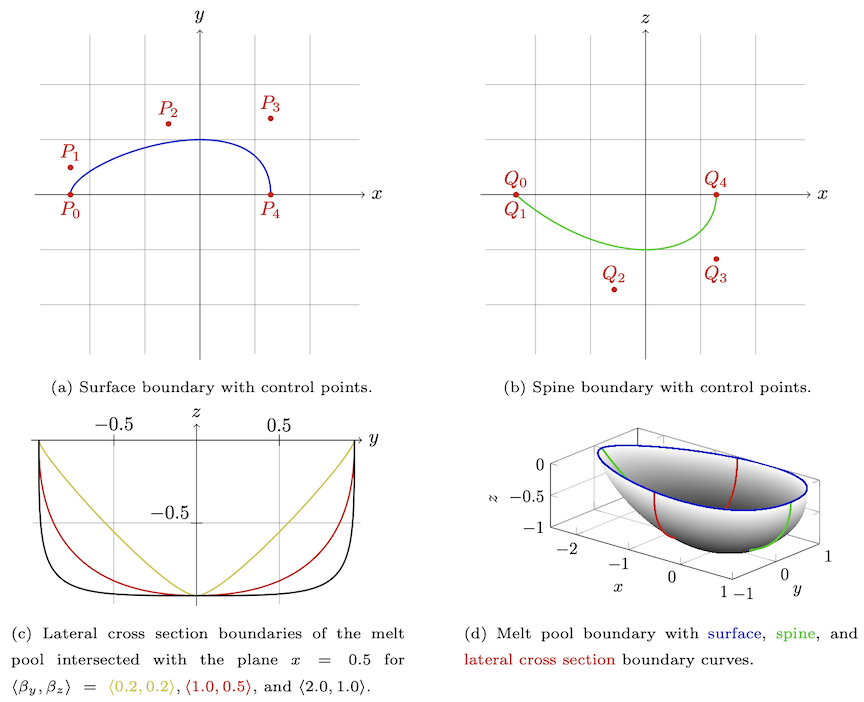 y
P₂
P₃
P₁
x
P₀
P₄
(a) Surface boundary with control points.
z
Q₀
Q₄
x
Q₁
Q₂
Q₃
(b) Spine boundary with control points.
z
−0.5
0.5
y
−0.5
(c) Lateral cross section boundaries of the melt
pool intersected with the plane x = 0.5 for
⟨βy, βz⟩ = ⟨0.2, 0.2⟩, ⟨1.0, 0.5⟩, and ⟨2.0, 1.0⟩.
0
−0.5
−1
z
−2
−1
0
1
x
−1
0
1
y
(d) Melt pool boundary with surface, spine, and
lateral cross section boundary curves.